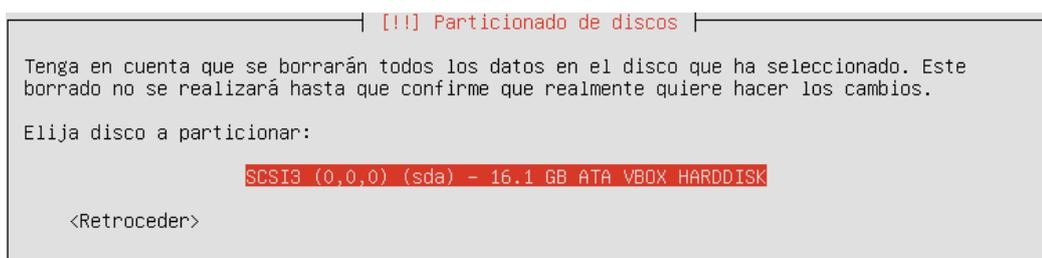 [!!] Particionado de discos
Tenga en cuenta que se borrarán todos los datos en el disco que ha seleccionado. Este
borrado no se realizará hasta que confirme que realmente quiere hacer los cambios.
Elija disco a particionar:
SCSI3 (0,0,0) (sda) - 16.1 GB ATA VBOX HARDDISK
<Retroceder>